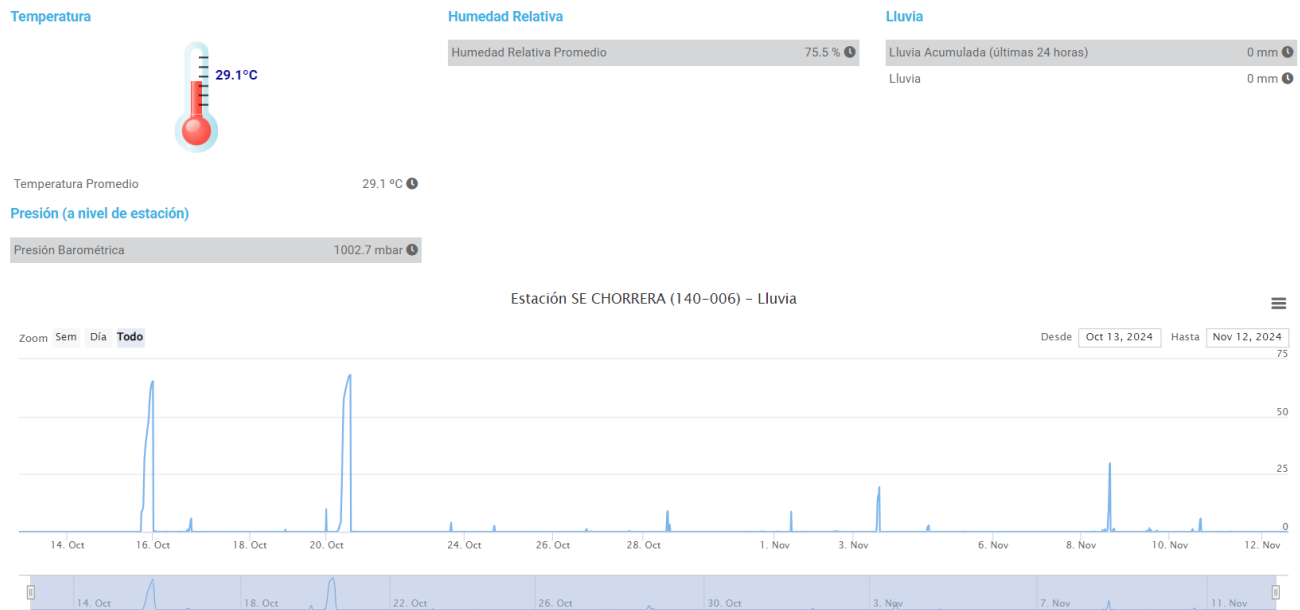 Temperatura
29.1°C
Temperatura Promedio 29.1 ºC
Presión (a nivel de estación)
Presión Barométrica 1002.7 mbar
Humedad Relativa
Humedad Relativa Promedio 75.5 %
Lluvia
Lluvia Acumulada (últimas 24 horas) 0 mm
Lluvia 0 mm
Estación SE CHORRERA (140-006) – Lluvia
Zoom Sem Día Todo Desde Oct 13, 2024 Hasta Nov 12, 2024
75
50
25
0
14. Oct 16. Oct 18. Oct 20. Oct 24. Oct 26. Oct 28. Oct 1. Nov 3. Nov 6. Nov 8. Nov 10. Nov 12. Nov
14. Oct 18. Oct 22. Oct 26. Oct 30. Oct 3. Nov 7. Nov 11. Nov